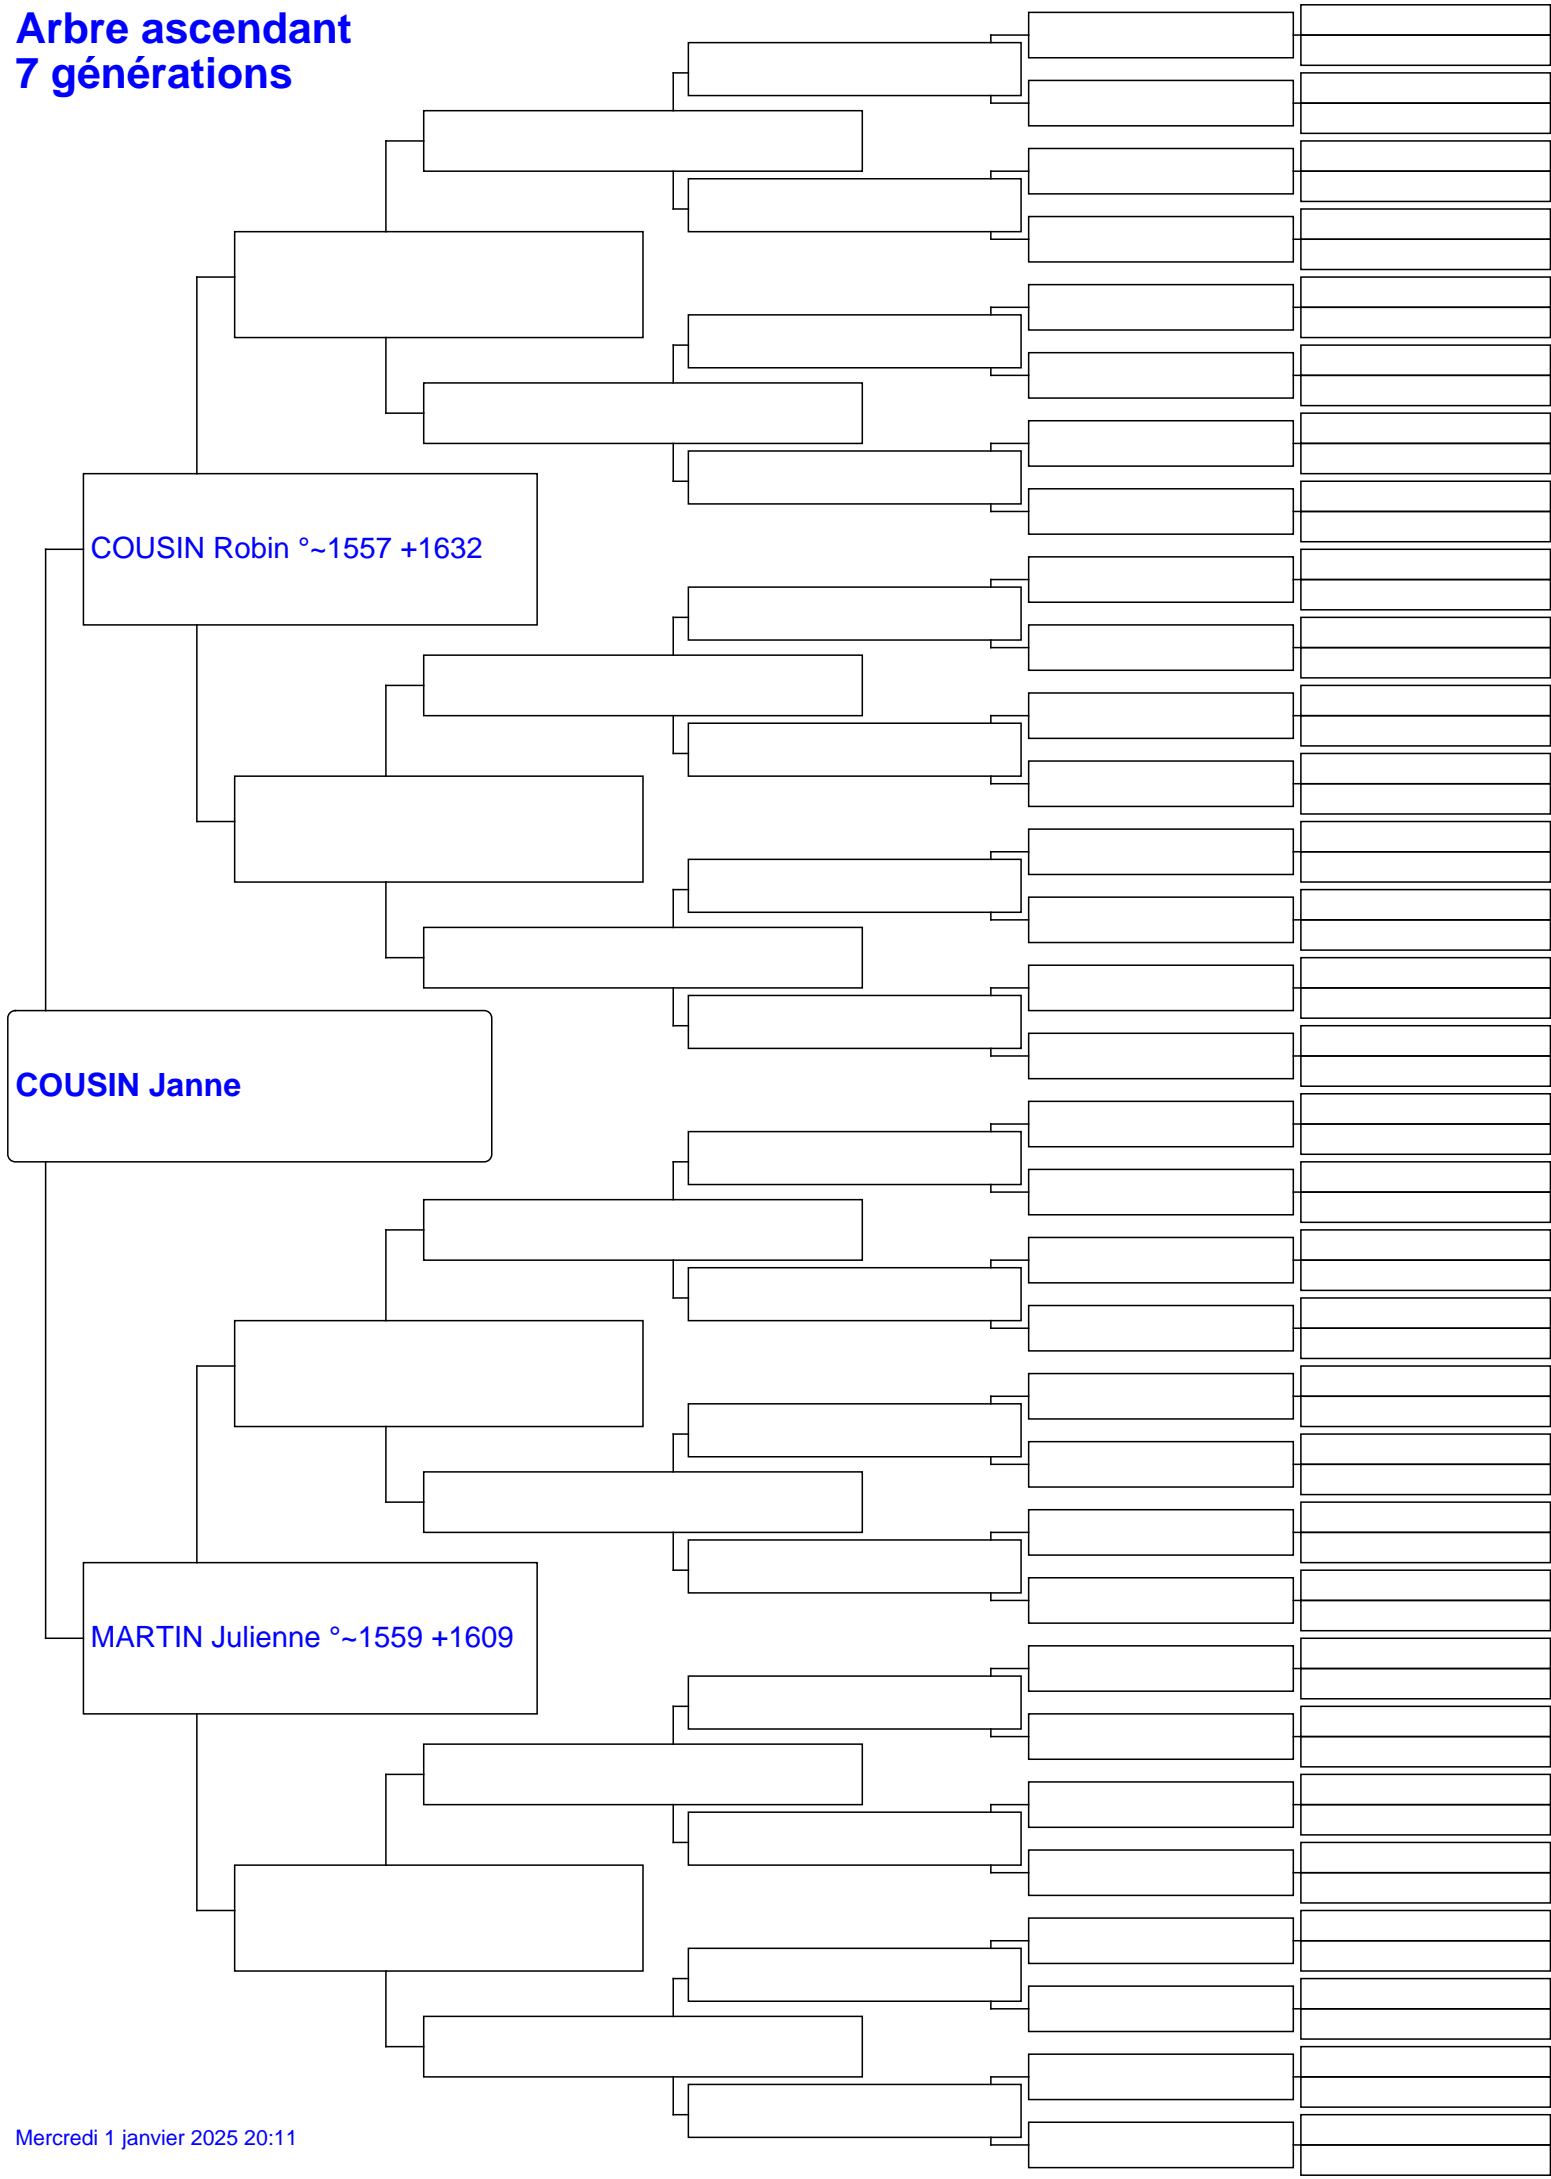 Arbre ascendant
7 générations
COUSIN Robin °~1557 +1632
COUSIN Janne
MARTIN Julienne °~1559 +1609
Mercredi 1 janvier 2025 20:11